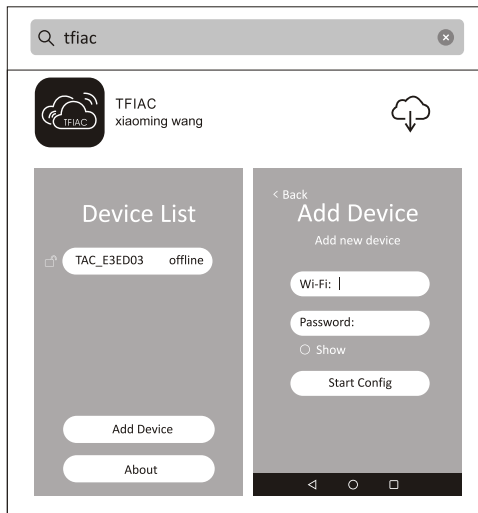 tfiac
TFIAC
TFIAC
xiaoming wang
Device List
TAC_E3ED03 offline
Add Device
About
< Back
Add Device
Add new device
Wi-Fi:
Password:
Show
Start Config